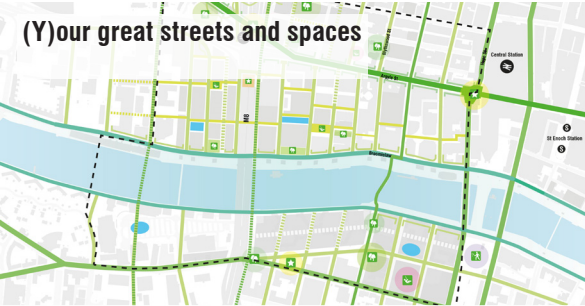 (Y)our great streets and spaces
Central Station
Argyle St
M8
St Enoch Station
S
S
Broomielaw